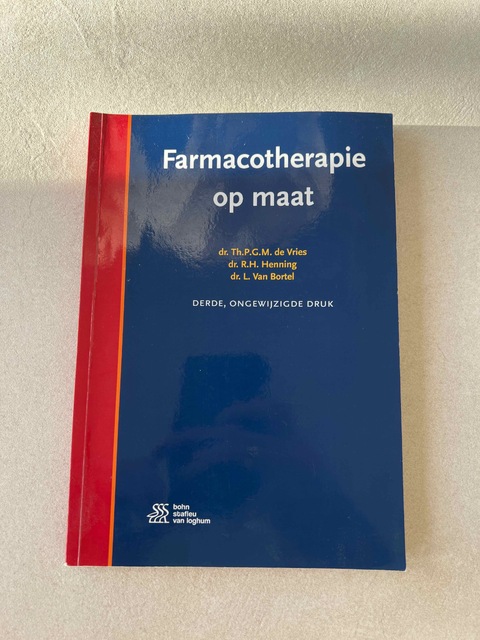 Farmacotherapie
op maat
dr. Th.P.G.M. de Vries
dr. R.H. Henning
dr. L. Van Bortel
DERDE, ONGEWIJZIGDE DRUK
bohn
stafleu
van loghum